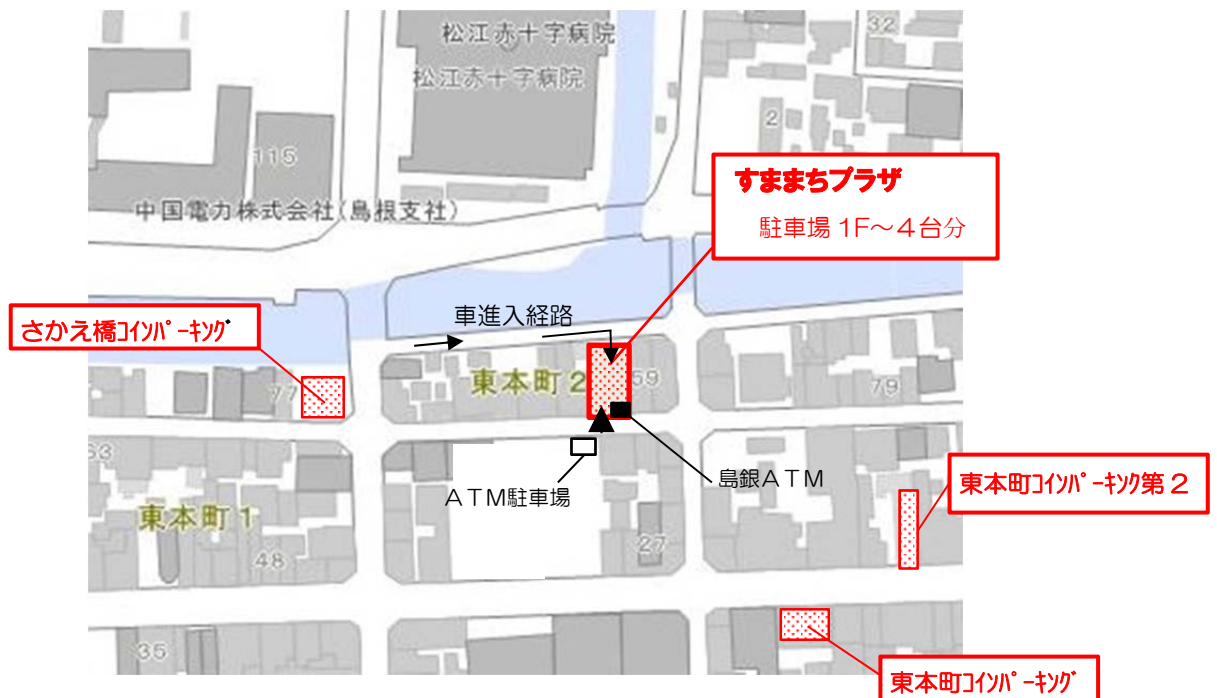 松江赤十字病院
松江赤十字病院
32
2
115
中国電力株式会社(島根支社)
すままちプラザ
駐車場 1F～4台分
さかえ橋コインパーキング
車進入経路
77
東本町2
59
79
63
ATM駐車場
島銀ATM
東本町コインパーキング第2
東本町1
48
27
35
東本町コインパーキング